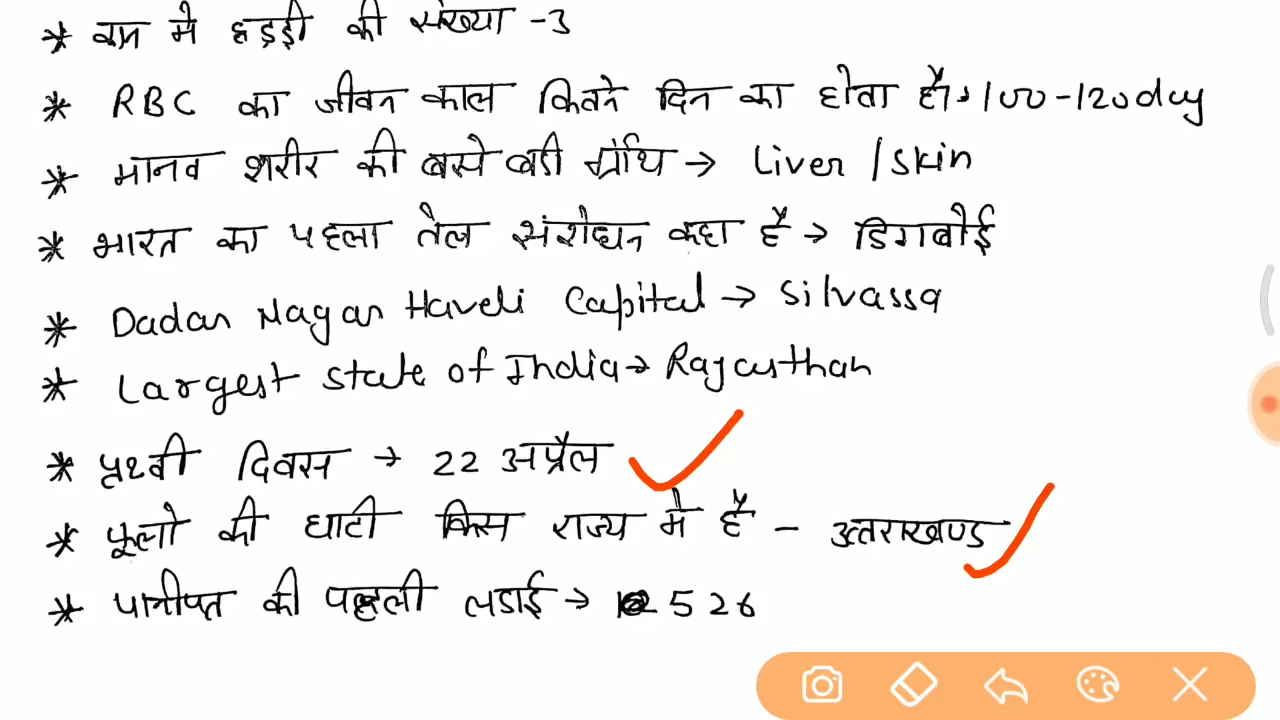 * में हड्डी की संख्या -3
* RBC का जीवन काल कितने दिन का होता है। → 100-120day
* मानव शरीर की बसे बडी ग्रंथि → Liver/Skin
* भारत का पहला तेल संशोधन कहा है → डिगबोई
* Dadar Nagar Haveli Capital → Silvassa
* Largest state of India → Rajasthan
* पृथ्वी दिवस → 22 अप्रैल
* फूलो की घाटी किस राज्य मे है - उत्तराखण्ड
* पानीपत की पहली लडाई → 1526